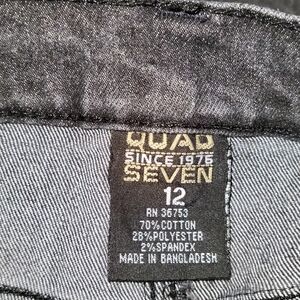 QUAD
SINCE 1976
SEVEN
12
RN 36753
70%COTTON
28%POLYESTER
2%SPANDEX
MADE IN BANGLADESH